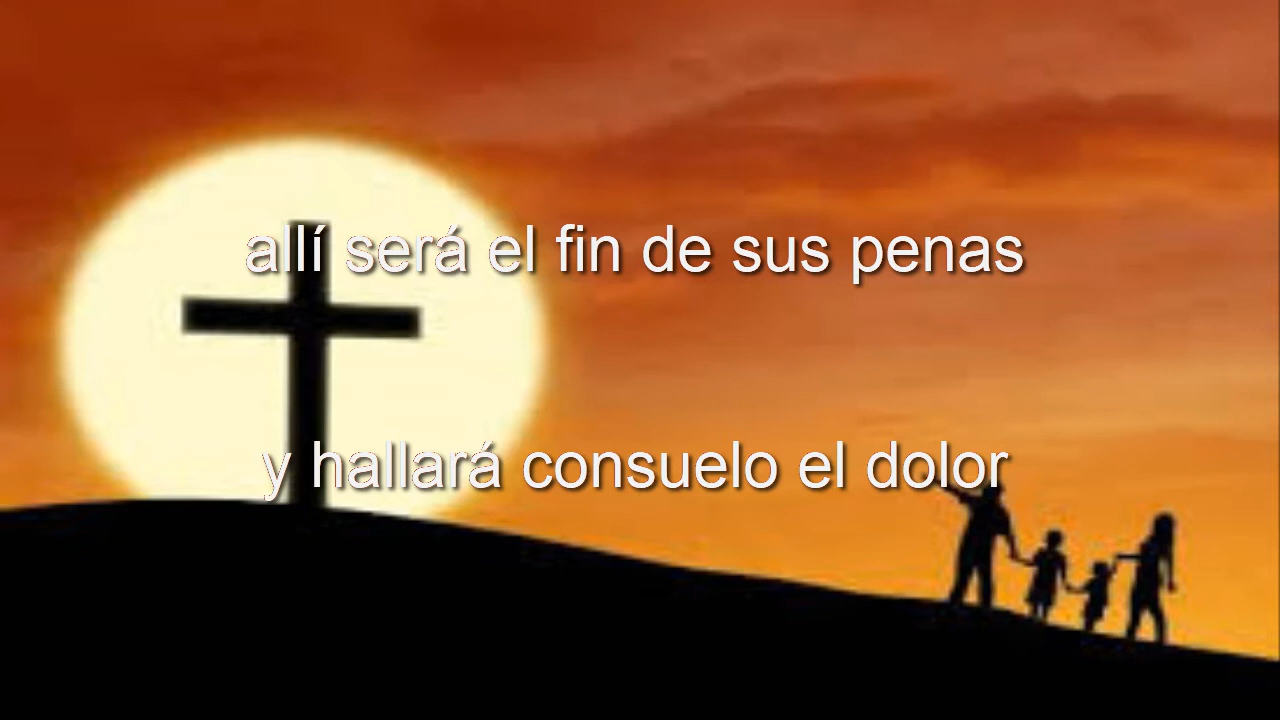 allí será el fin de sus penas
y hallará consuelo el dolor